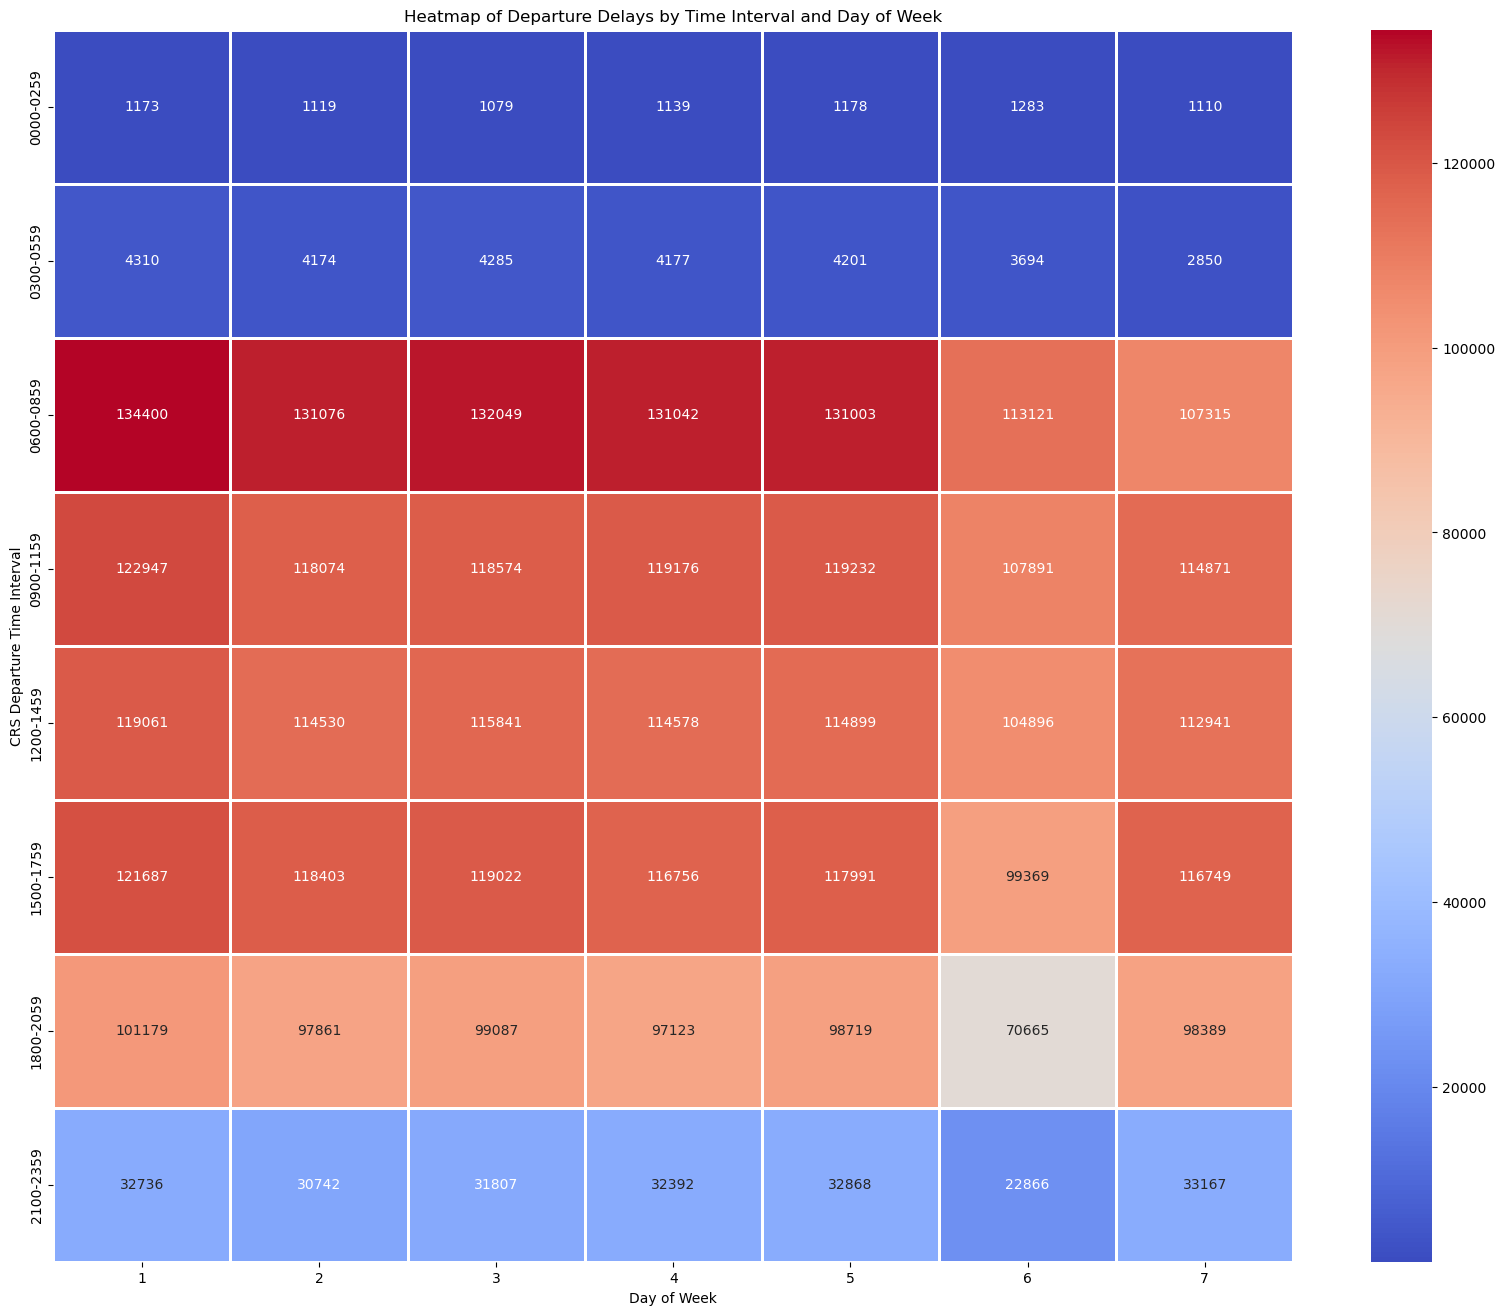 Heatmap of Departure Delays by Time Interval and Day of Week
CRS Departure Time Interval
0000-0259 1173 1119 1079 1139 1178 1283 1110
0300-0559 4310 4174 4285 4177 4201 3694 2850
0600-0859 134400 131076 132049 131042 131003 113121 107315
0900-1159 122947 118074 118574 119176 119232 107891 114871
1200-1459 119061 114530 115841 114578 114899 104896 112941
1500-1759 121687 118403 119022 116756 117991 99369 116749
1800-2059 101179 97861 99087 97123 98719 70665 98389
2100-2359 32736 30742 31807 32392 32868 22866 33167
1 2 3 4 5 6 7
Day of Week
120000
100000
80000
60000
40000
20000